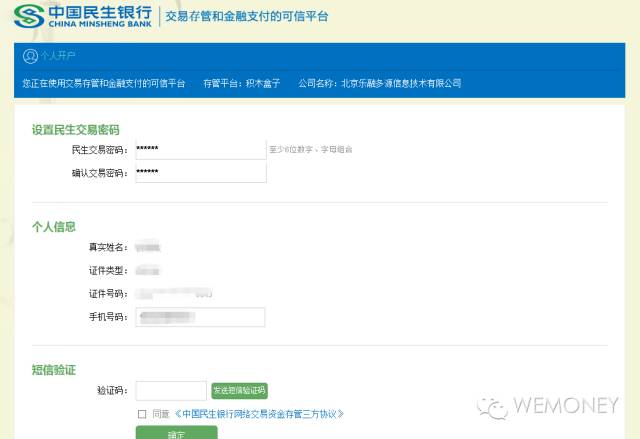 中国民生银行 交易存管和金融支付的可信平台
CHINA MINSHENG BANK
个人开户
您正在使用交易存管和金融支付的可信平台 存管平台：积木盒子 公司名称：北京乐融多源信息技术有限公司
设置民生交易密码
民生交易密码： ****** 至少6位数字、字母组合
确认交易密码： ******
个人信息
真实姓名：
证件类型：
证件号码：
手机号码：
短信验证
验证码： 发送短信验证码
同意《中国民生银行网络交易资金存管三方协议》
确定
WEMONEY